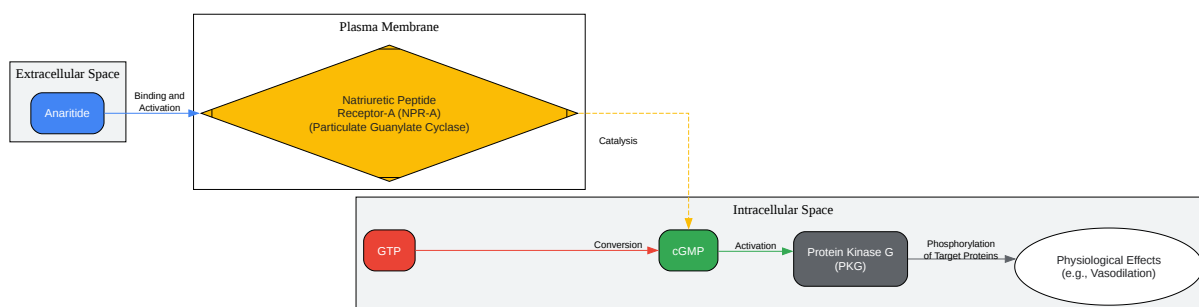 Plasma Membrane
Extracellular Space
Anaritide
Binding and
Activation
Natriuretic Peptide
Receptor-A (NPR-A)
(Particulate Guanylate Cyclase)
Catalysis
Intracellular Space
GTP
Conversion
cGMP
Activation
Protein Kinase G
(PKG)
Phosphorylation
of Target Proteins
Physiological Effects
(e.g., Vasodilation)